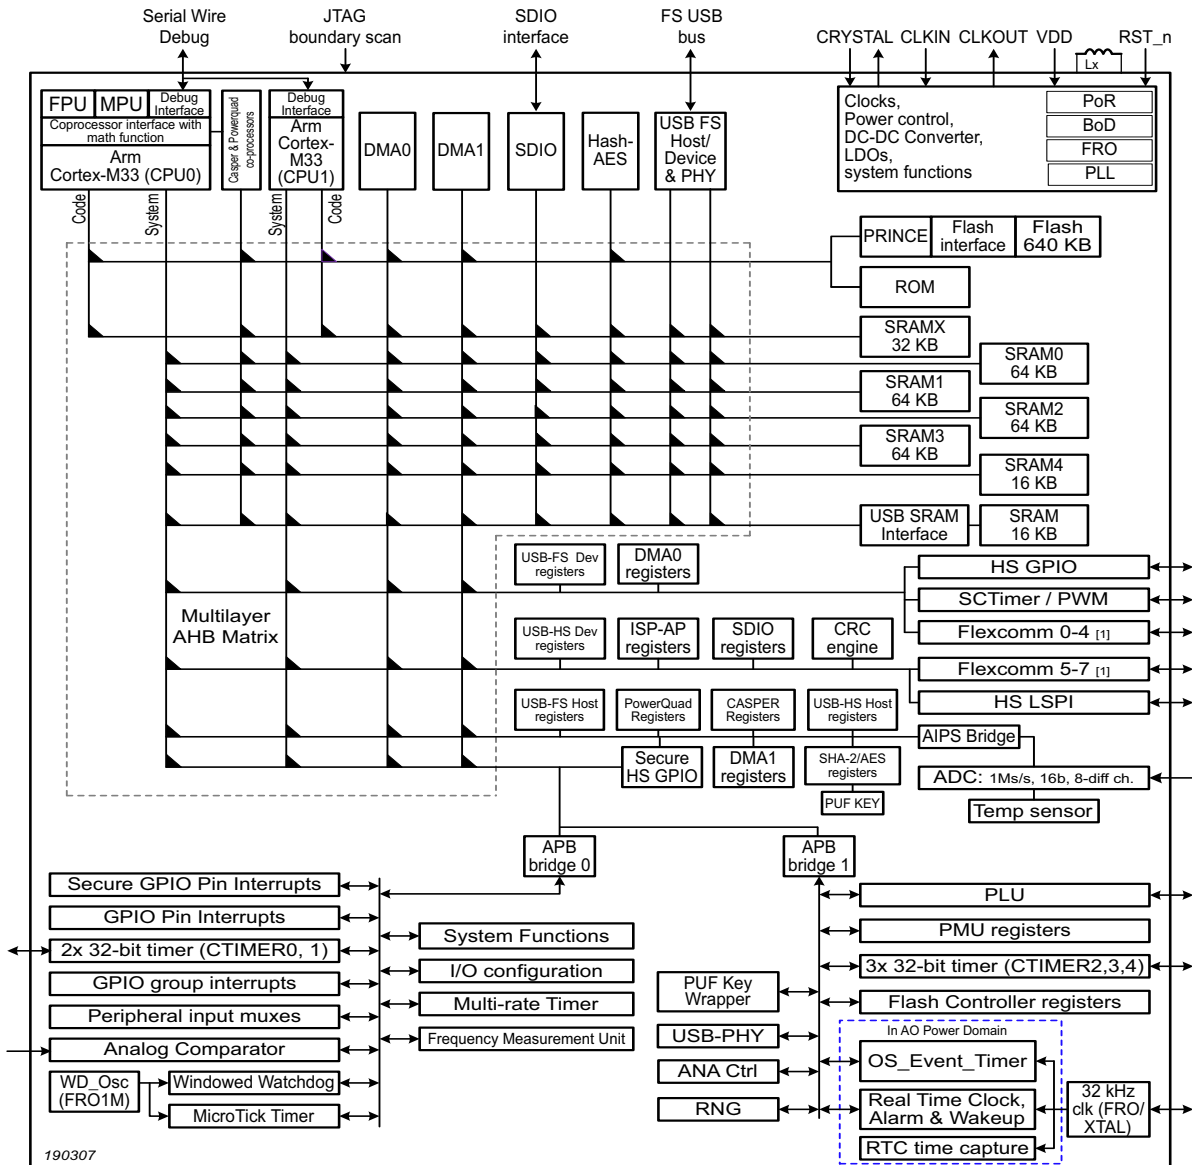 Serial Wire
Debug
JTAG
boundary scan
SDIO
interface
FS USB
bus
CRYSTAL
CLKIN
CLKOUT
VDD
RST_n
Lx
FPU
MPU
Debug
Interface
Coprocessor interface with
math function
Arm
Cortex-M33 (CPU0)
Casper & Powerquad
co-processors
Debug
Interface
Arm
Cortex-
M33
(CPU1)
DMA0
DMA1
SDIO
Hash-
AES
USB FS
Host/
Device
& PHY
Clocks,
Power control,
DC-DC Converter,
LDOs,
system functions
PoR
BoD
FRO
PLL
Code
System
System
Code
PRINCE
Flash
interface
Flash
640 KB
ROM
SRAMX
32 KB
SRAM0
64 KB
SRAM1
64 KB
SRAM2
64 KB
SRAM3
64 KB
SRAM4
16 KB
USB SRAM
Interface
SRAM
16 KB
Multilayer
AHB Matrix
USB-FS Dev
registers
DMA0
registers
HS GPIO
SCTimer / PWM
Flexcomm 0-4 [1]
USB-HS Dev
registers
ISP-AP
registers
SDIO
registers
CRC
engine
Flexcomm 5-7 [1]
HS LSPI
USB-FS Host
registers
PowerQuad
Registers
CASPER
Registers
USB-HS Host
registers
AIPS Bridge
Secure
HS GPIO
DMA1
registers
SHA-2/AES
registers
PUF KEY
ADC: 1Ms/s, 16b, 8-diff ch.
Temp sensor
APB
bridge 0
APB
bridge 1
Secure GPIO Pin Interrupts
GPIO Pin Interrupts
2x 32-bit timer (CTIMER0, 1)
GPIO group interrupts
Peripheral input muxes
Analog Comparator
WD_Osc
(FRO1M)
Windowed Watchdog
MicroTick Timer
System Functions
I/O configuration
Multi-rate Timer
Frequency Measurement Unit
PUF Key
Wrapper
USB-PHY
ANA Ctrl
RNG
PLU
PMU registers
3x 32-bit timer (CTIMER2,3,4)
Flash Controller registers
In AO Power Domain
OS_Event_Timer
Real Time Clock,
Alarm & Wakeup
RTC time capture
32 kHz
clk (FRO/
XTAL)
190307